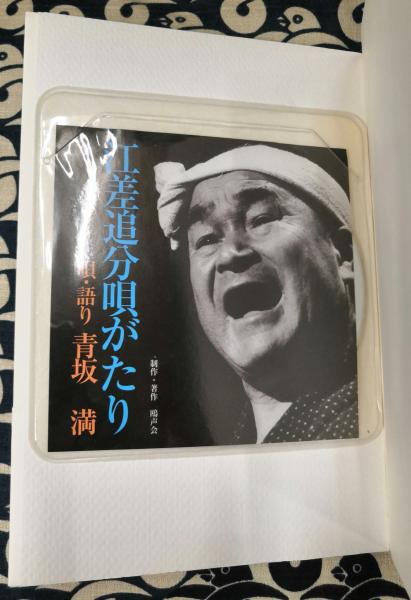 江差追分唄がたり
唄・語り 青坂 満
・制作・著作 鴎声会